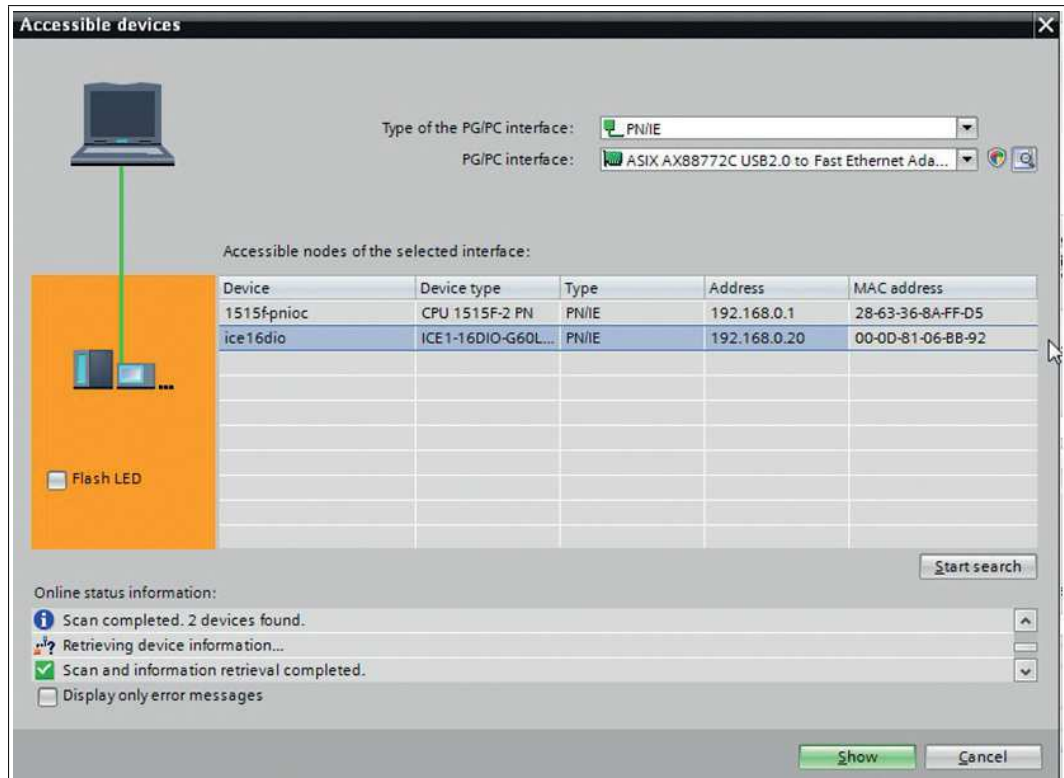 Accessible devices
Type of the PG/PC interface: PN/IE
PG/PC interface: ASIX AX88772C USB2.0 to Fast Ethernet Ada...
Accessible nodes of the selected interface:
Device Device type Type Address MAC address
1515f-pnioc CPU 1515F-2 PN PN/IE 192.168.0.1 28-63-36-8A-FF-D5
ice16dio ICE1-16DIO-G60L... PN/IE 192.168.0.20 00-0D-81-06-BB-92
Flash LED
Start search
Online status information:
Scan completed. 2 devices found.
Retrieving device information...
Scan and information retrieval completed.
Display only error messages
Show Cancel